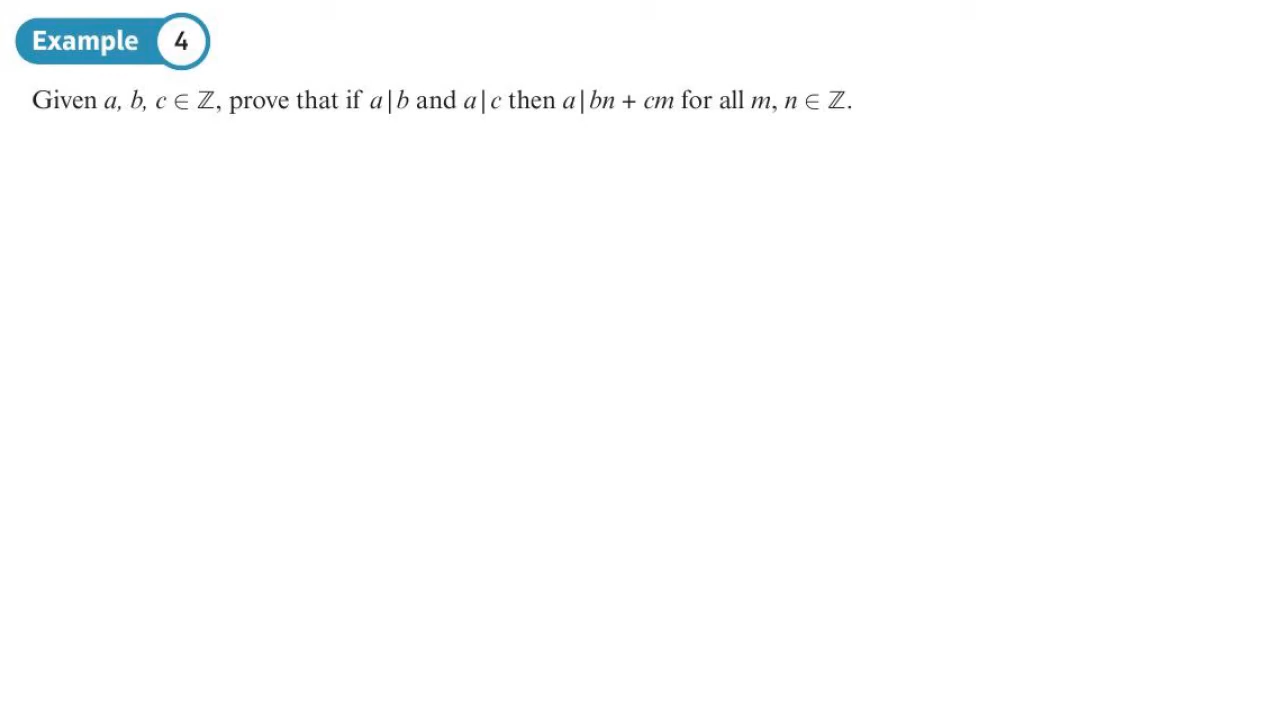 Example 4
Given a, b, c ∈ ℤ, prove that if a|b and a|c then a|bn + cm for all m, n ∈ ℤ.